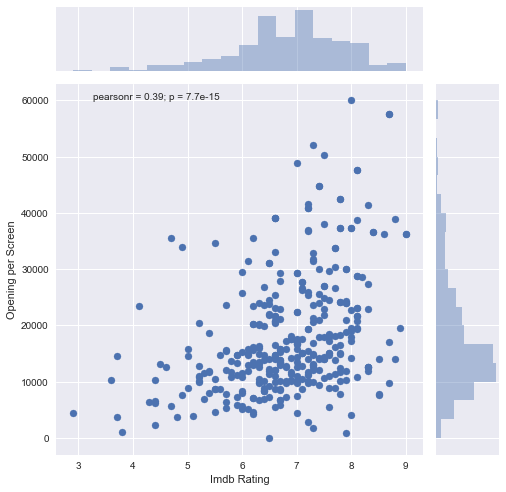 pearsonr = 0.39; p = 7.7e-15
60000
50000
40000
30000
20000
10000
0
Opening per Screen
3 4 5 6 7 8 9
Imdb Rating